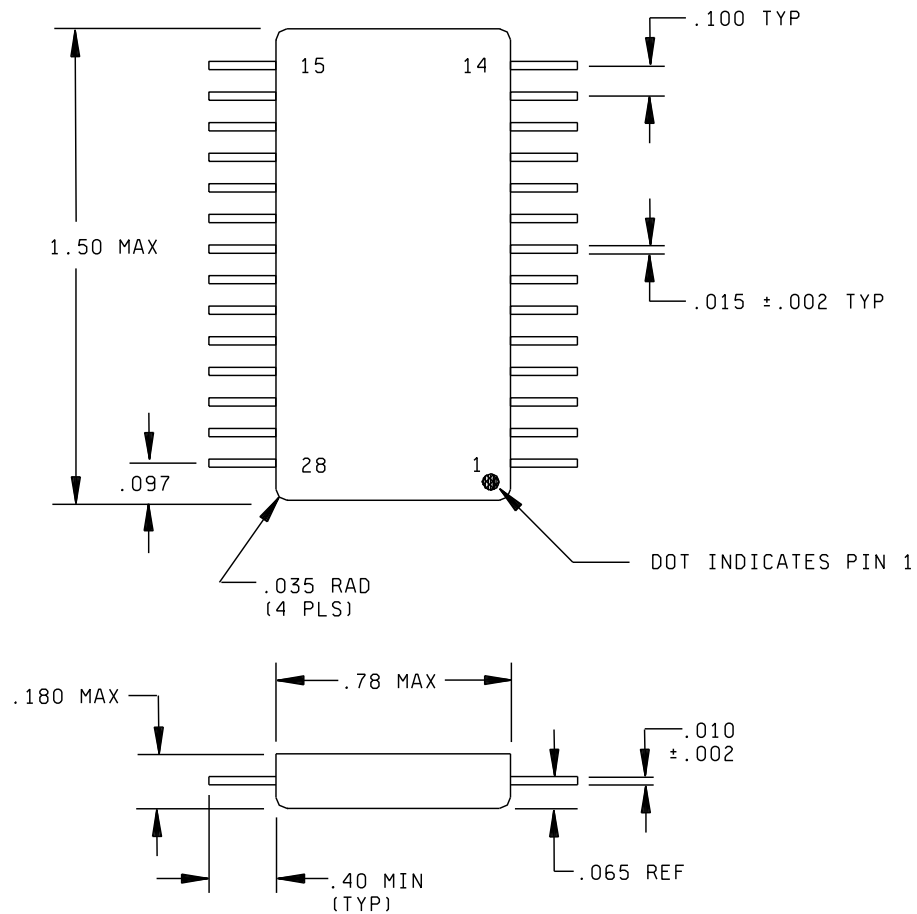 .100 TYP
15
14
1.50 MAX
.015 ±.002 TYP
28
1
.097
DOT INDICATES PIN 1
.035 RAD
(4 PLS)
.78 MAX
.180 MAX
.010
±.002
.065 REF
.40 MIN
(TYP)